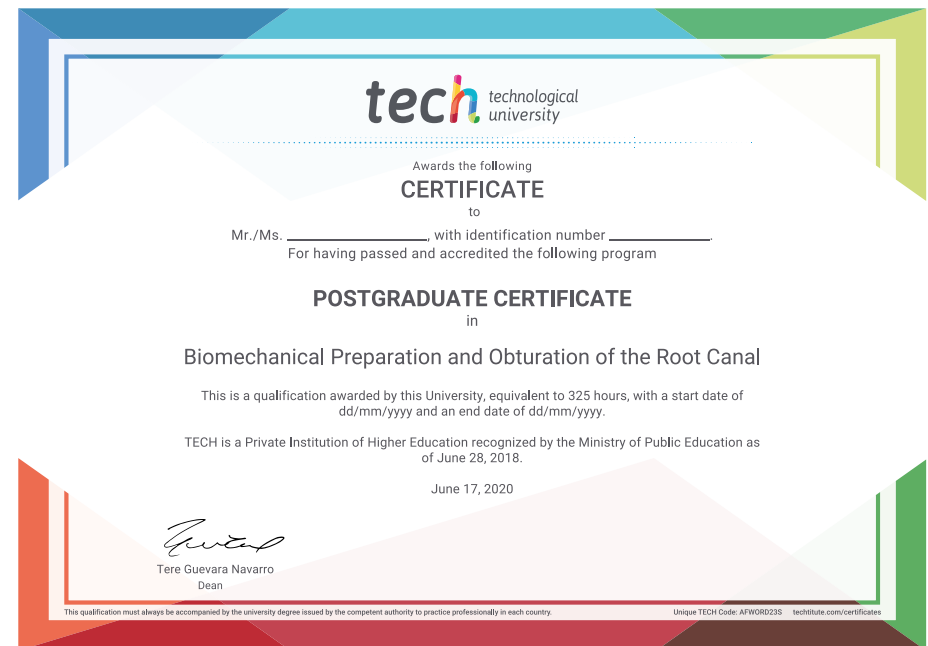 tech technological
university
Awards the following
CERTIFICATE
to
Mr./Ms. ____________________, with identification number ______________.
For having passed and accredited the following program
POSTGRADUATE CERTIFICATE
in
Biomechanical Preparation and Obturation of the Root Canal
This is a qualification awarded by this University, equivalent to 325 hours, with a start date of
dd/mm/yyyy and an end date of dd/mm/yyyy.
TECH is a Private Institution of Higher Education recognized by the Ministry of Public Education as
of June 28, 2018.
June 17, 2020
Tere Guevara Navarro
Dean
This qualification must always be accompanied by the university degree issued by the competent authority to practice professionally in each country.
Unique TECH Code: AFWORD23S techtitute.com/certificates